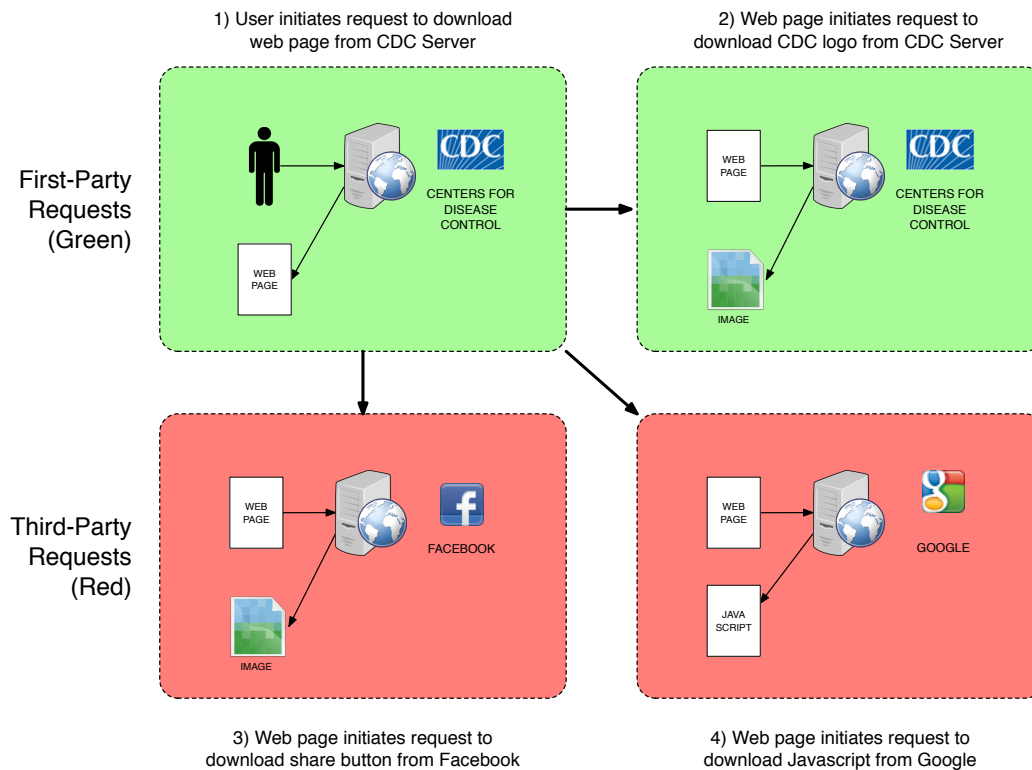 1) User initiates request to download
web page from CDC Server
2) Web page initiates request to
download CDC logo from CDC Server
First-Party
Requests
(Green)
CDC
CENTERS FOR
DISEASE
CONTROL
WEB
PAGE
WEB
PAGE
CDC
CENTERS FOR
DISEASE
CONTROL
IMAGE
Third-Party
Requests
(Red)
WEB
PAGE
f
FACEBOOK
IMAGE
WEB
PAGE
g
GOOGLE
JAVA
SCRIPT
3) Web page initiates request to
download share button from Facebook
4) Web page initiates request to
download Javascript from Google